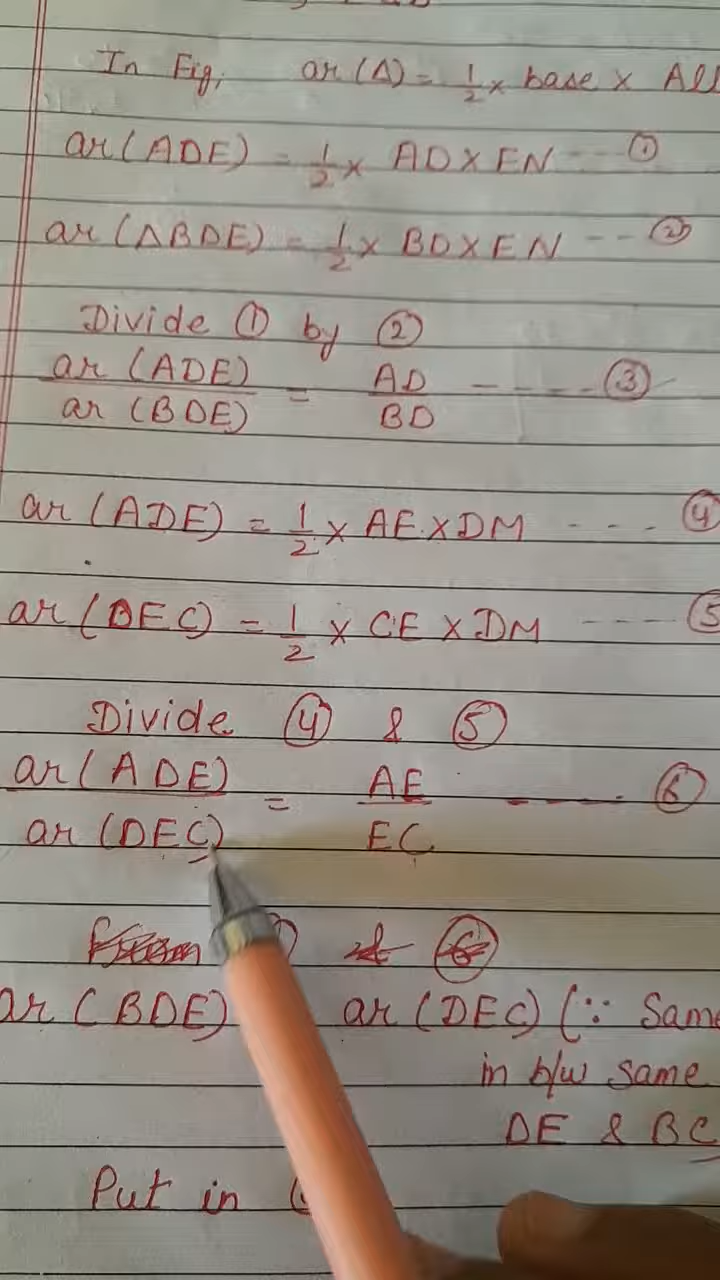 In Fig, ar (Δ) = 1/2 × base × All
ar (ADE) = 1/2 × AD × EN --- ①
ar (ΔBDE) = 1/2 × BD × EN --- ②
Divide ① by ②
ar (ADE) / ar (BDE) = AD / BD ----- ③
ar (ADE) = 1/2 × AE × DM --- ④
ar (DEC) = 1/2 × CE × DM ---- ⑤
Divide ④ & ⑤
ar (ADE) / ar (DEC) = AE / EC ---- ⑥
ar (BDE) ar (DEC) (∵ Same
in b/w same
DE & BC
Put in